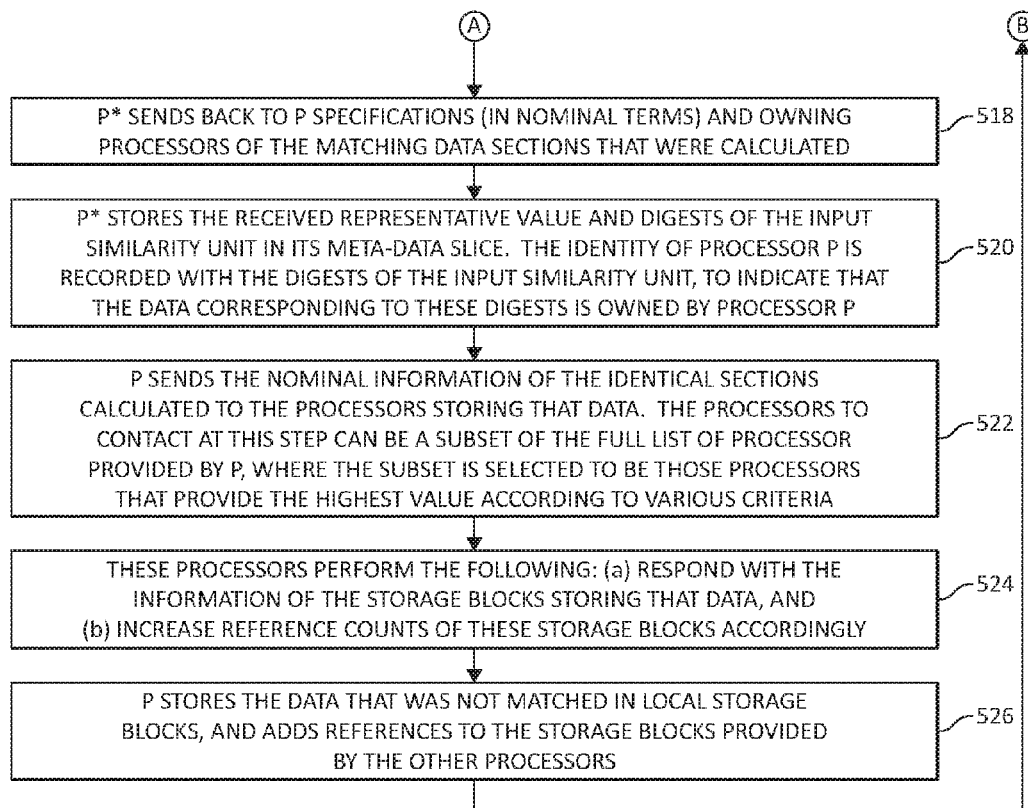 A
B
P* SENDS BACK TO P SPECIFICATIONS (IN NOMINAL TERMS) AND OWNING
PROCESSORS OF THE MATCHING DATA SECTIONS THAT WERE CALCULATED
518
P* STORES THE RECEIVED REPRESENTATIVE VALUE AND DIGESTS OF THE INPUT
SIMILARITY UNIT IN ITS META-DATA SLICE. THE IDENTITY OF PROCESSOR P IS
RECORDED WITH THE DIGESTS OF THE INPUT SIMILARITY UNIT, TO INDICATE THAT
THE DATA CORRESPONDING TO THESE DIGESTS IS OWNED BY PROCESSOR P
520
P SENDS THE NOMINAL INFORMATION OF THE IDENTICAL SECTIONS
CALCULATED TO THE PROCESSORS STORING THAT DATA. THE PROCESSORS TO
CONTACT AT THIS STEP CAN BE A SUBSET OF THE FULL LIST OF PROCESSOR
PROVIDED BY P, WHERE THE SUBSET IS SELECTED TO BE THOSE PROCESSORS
THAT PROVIDE THE HIGHEST VALUE ACCORDING TO VARIOUS CRITERIA
522
THESE PROCESSORS PERFORM THE FOLLOWING: (a) RESPOND WITH THE
INFORMATION OF THE STORAGE BLOCKS STORING THAT DATA, AND
(b) INCREASE REFERENCE COUNTS OF THESE STORAGE BLOCKS ACCORDINGLY
524
P STORES THE DATA THAT WAS NOT MATCHED IN LOCAL STORAGE
BLOCKS, AND ADDS REFERENCES TO THE STORAGE BLOCKS PROVIDED
BY THE OTHER PROCESSORS
526